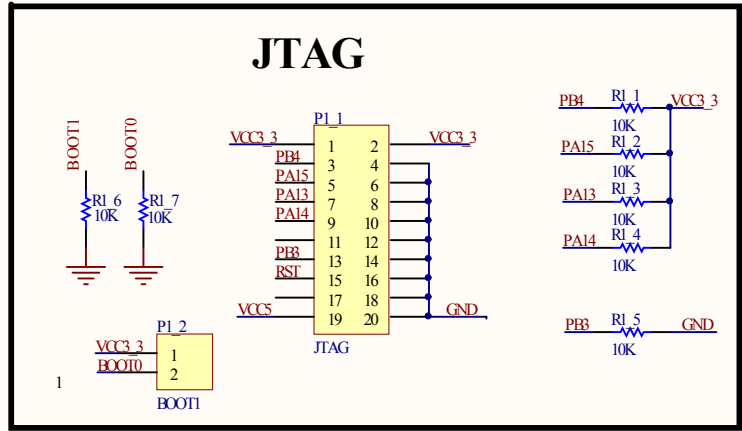 JTAG
BOOT1
BOOT0
R1_6
10K
R1_7
10K
P1_2
VCC3_3
1
BOOT0
2
BOOT1
1
P1_1
VCC3_3
1
2
VCC3_3
PB4
3
4
PA15
5
6
PA13
7
8
PA14
9
10
11
12
PB3
13
14
RST
15
16
17
18
VCC5
19
20
GND
JTAG
PB4
R1_1
VCC3_3
10K
PA15
R1_2
10K
PA13
R1_3
10K
PA14
R1_4
10K
PB3
R1_5
GND
10K